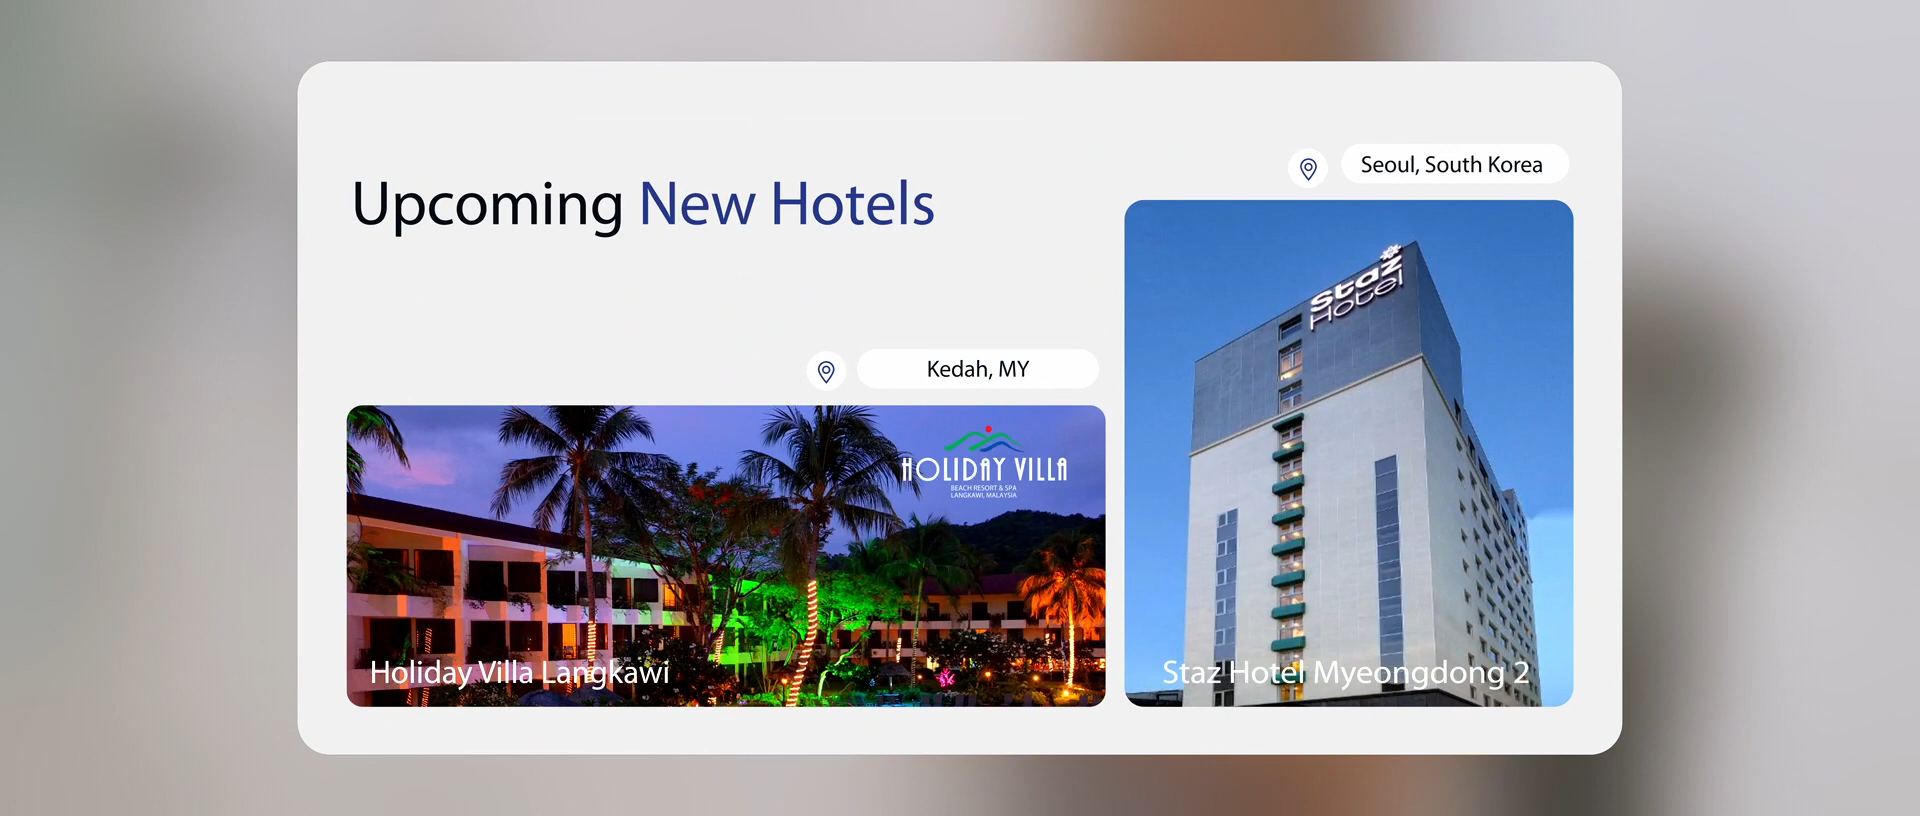 Upcoming New Hotels
Seoul, South Korea
Staz
Hotel
Staz Hotel Myeongdong 2
Kedah, MY
HOLIDAY VILLA
BEACH RESORT & SPA
LANGKAWI, MALAYSIA
Holiday Villa Langkawi